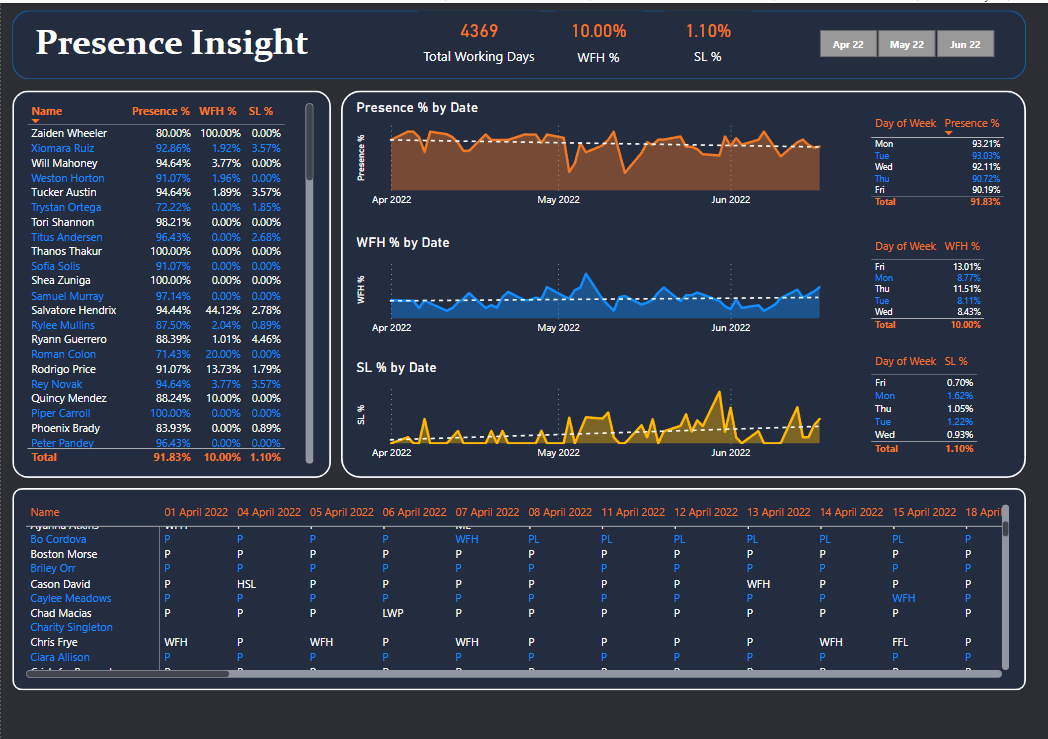 Presence Insight
4369
Total Working Days
10.00%
WFH %
1.10%
SL %
Apr 22 May 22 Jun 22
Name Presence % WFH % SL %
Zaiden Wheeler 80.00% 100.00% 0.00%
Xiomara Ruiz 92.86% 1.92% 3.57%
Will Mahoney 94.64% 3.77% 0.00%
Weston Horton 91.07% 1.96% 0.00%
Tucker Austin 94.64% 1.89% 3.57%
Trystan Ortega 72.22% 0.00% 1.85%
Tori Shannon 98.21% 0.00% 0.00%
Titus Andersen 96.43% 0.00% 2.68%
Thanos Thakur 100.00% 0.00% 0.00%
Sofia Solis 91.07% 0.00% 0.00%
Shea Zuniga 100.00% 0.00% 0.00%
Samuel Murray 97.14% 0.00% 0.00%
Salvatore Hendrix 94.44% 44.12% 2.78%
Rylee Mullins 87.50% 2.04% 0.89%
Ryann Guerrero 88.39% 1.01% 4.46%
Roman Colon 71.43% 20.00% 0.00%
Rodrigo Price 91.07% 13.73% 1.79%
Rey Novak 94.64% 3.77% 3.57%
Quincy Mendez 88.24% 10.00% 0.00%
Piper Carroll 100.00% 0.00% 0.00%
Phoenix Brady 83.93% 0.00% 0.89%
Peter Pandey 96.43% 0.00% 0.00%
Total 91.83% 10.00% 1.10%
Presence % by Date
Presence %
Apr 2022 May 2022 Jun 2022
Day of Week Presence %
Mon 93.21%
Tue 93.03%
Wed 92.11%
Thu 90.72%
Fri 90.19%
Total 91.83%
WFH % by Date
WFH %
Apr 2022 May 2022 Jun 2022
Day of Week WFH %
Fri 13.01%
Mon 8.77%
Thu 11.51%
Tue 8.11%
Wed 8.43%
Total 10.00%
SL % by Date
SL %
Apr 2022 May 2022 Jun 2022
Day of Week SL %
Fri 0.70%
Mon 1.62%
Thu 1.05%
Tue 1.22%
Wed 0.93%
Total 1.10%
Name 01 April 2022 04 April 2022 05 April 2022 06 April 2022 07 April 2022 08 April 2022 11 April 2022 12 April 2022 13 April 2022 14 April 2022 15 April 2022 18 April
Bo Cordova P P P P WFH PL PL PL PL PL PL P
Boston Morse P P P P P P P P P P P P
Briley Orr P P P P P P P P P P P P
Cason David P HSL P P P P P P WFH P P P
Caylee Meadows P P P P P P P P P P WFH P
Chad Macias P P P LWP P P P P P P P P
Charity Singleton
Chris Frye WFH P WFH P WFH P P P P WFH FFL P
Ciara Allison P P P P P P P P P P P P